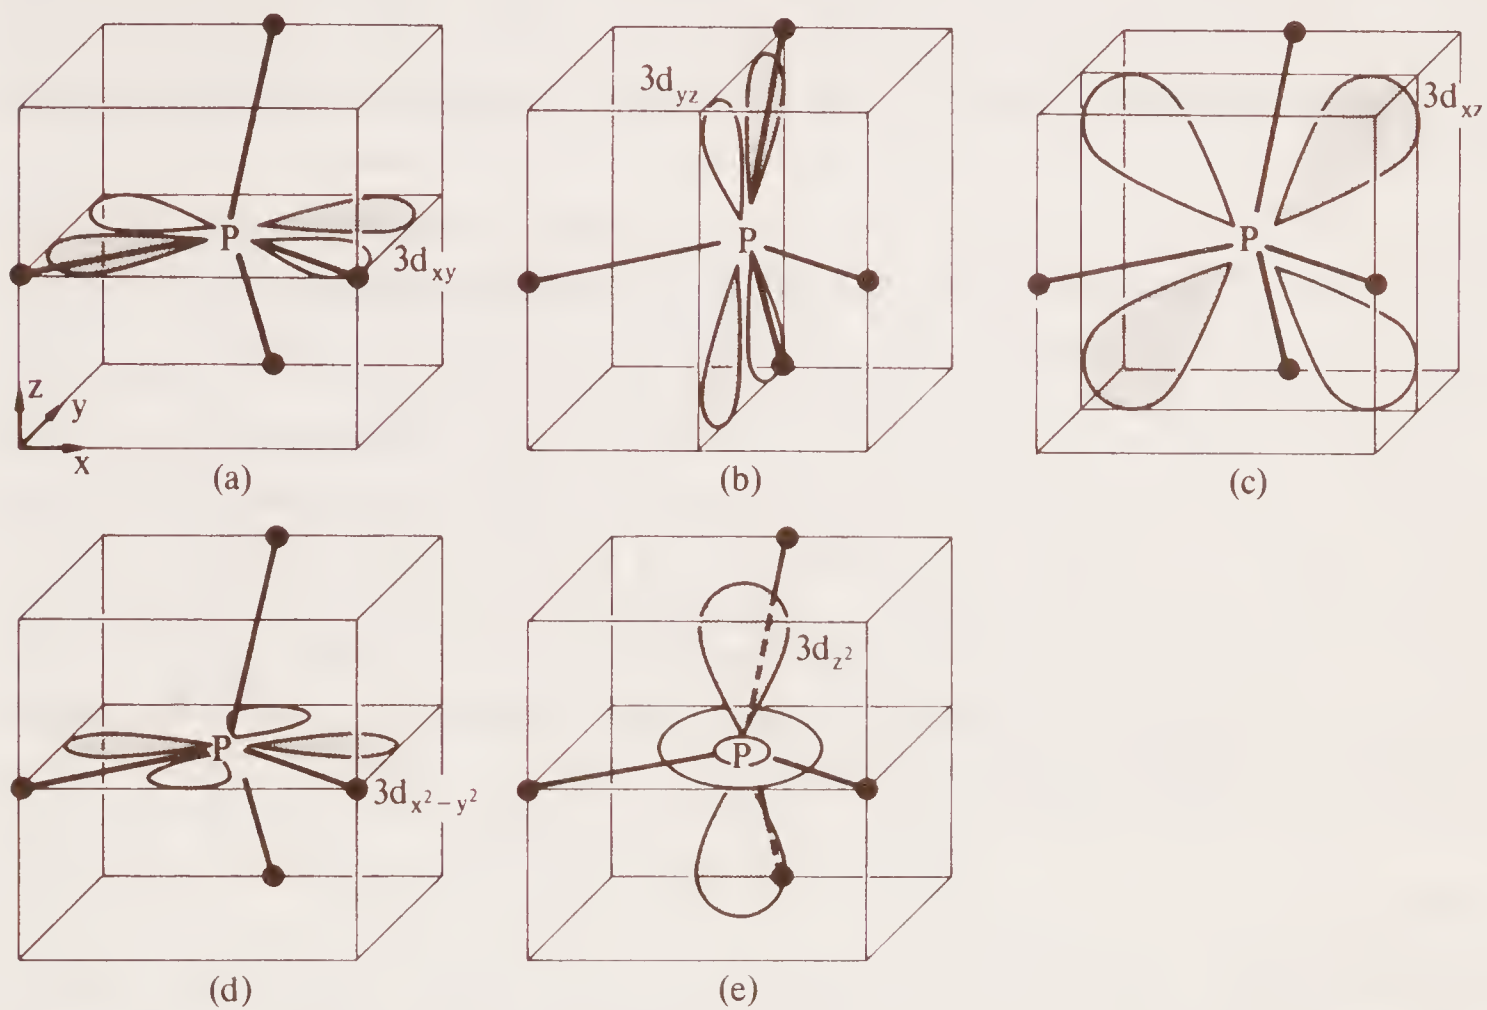 3d_yz
3d_xz
P
P
P
3d_xy
z
y
x
(a)
(b)
(c)
3d_z²
P
P
3d_x²−y²
(d)
(e)